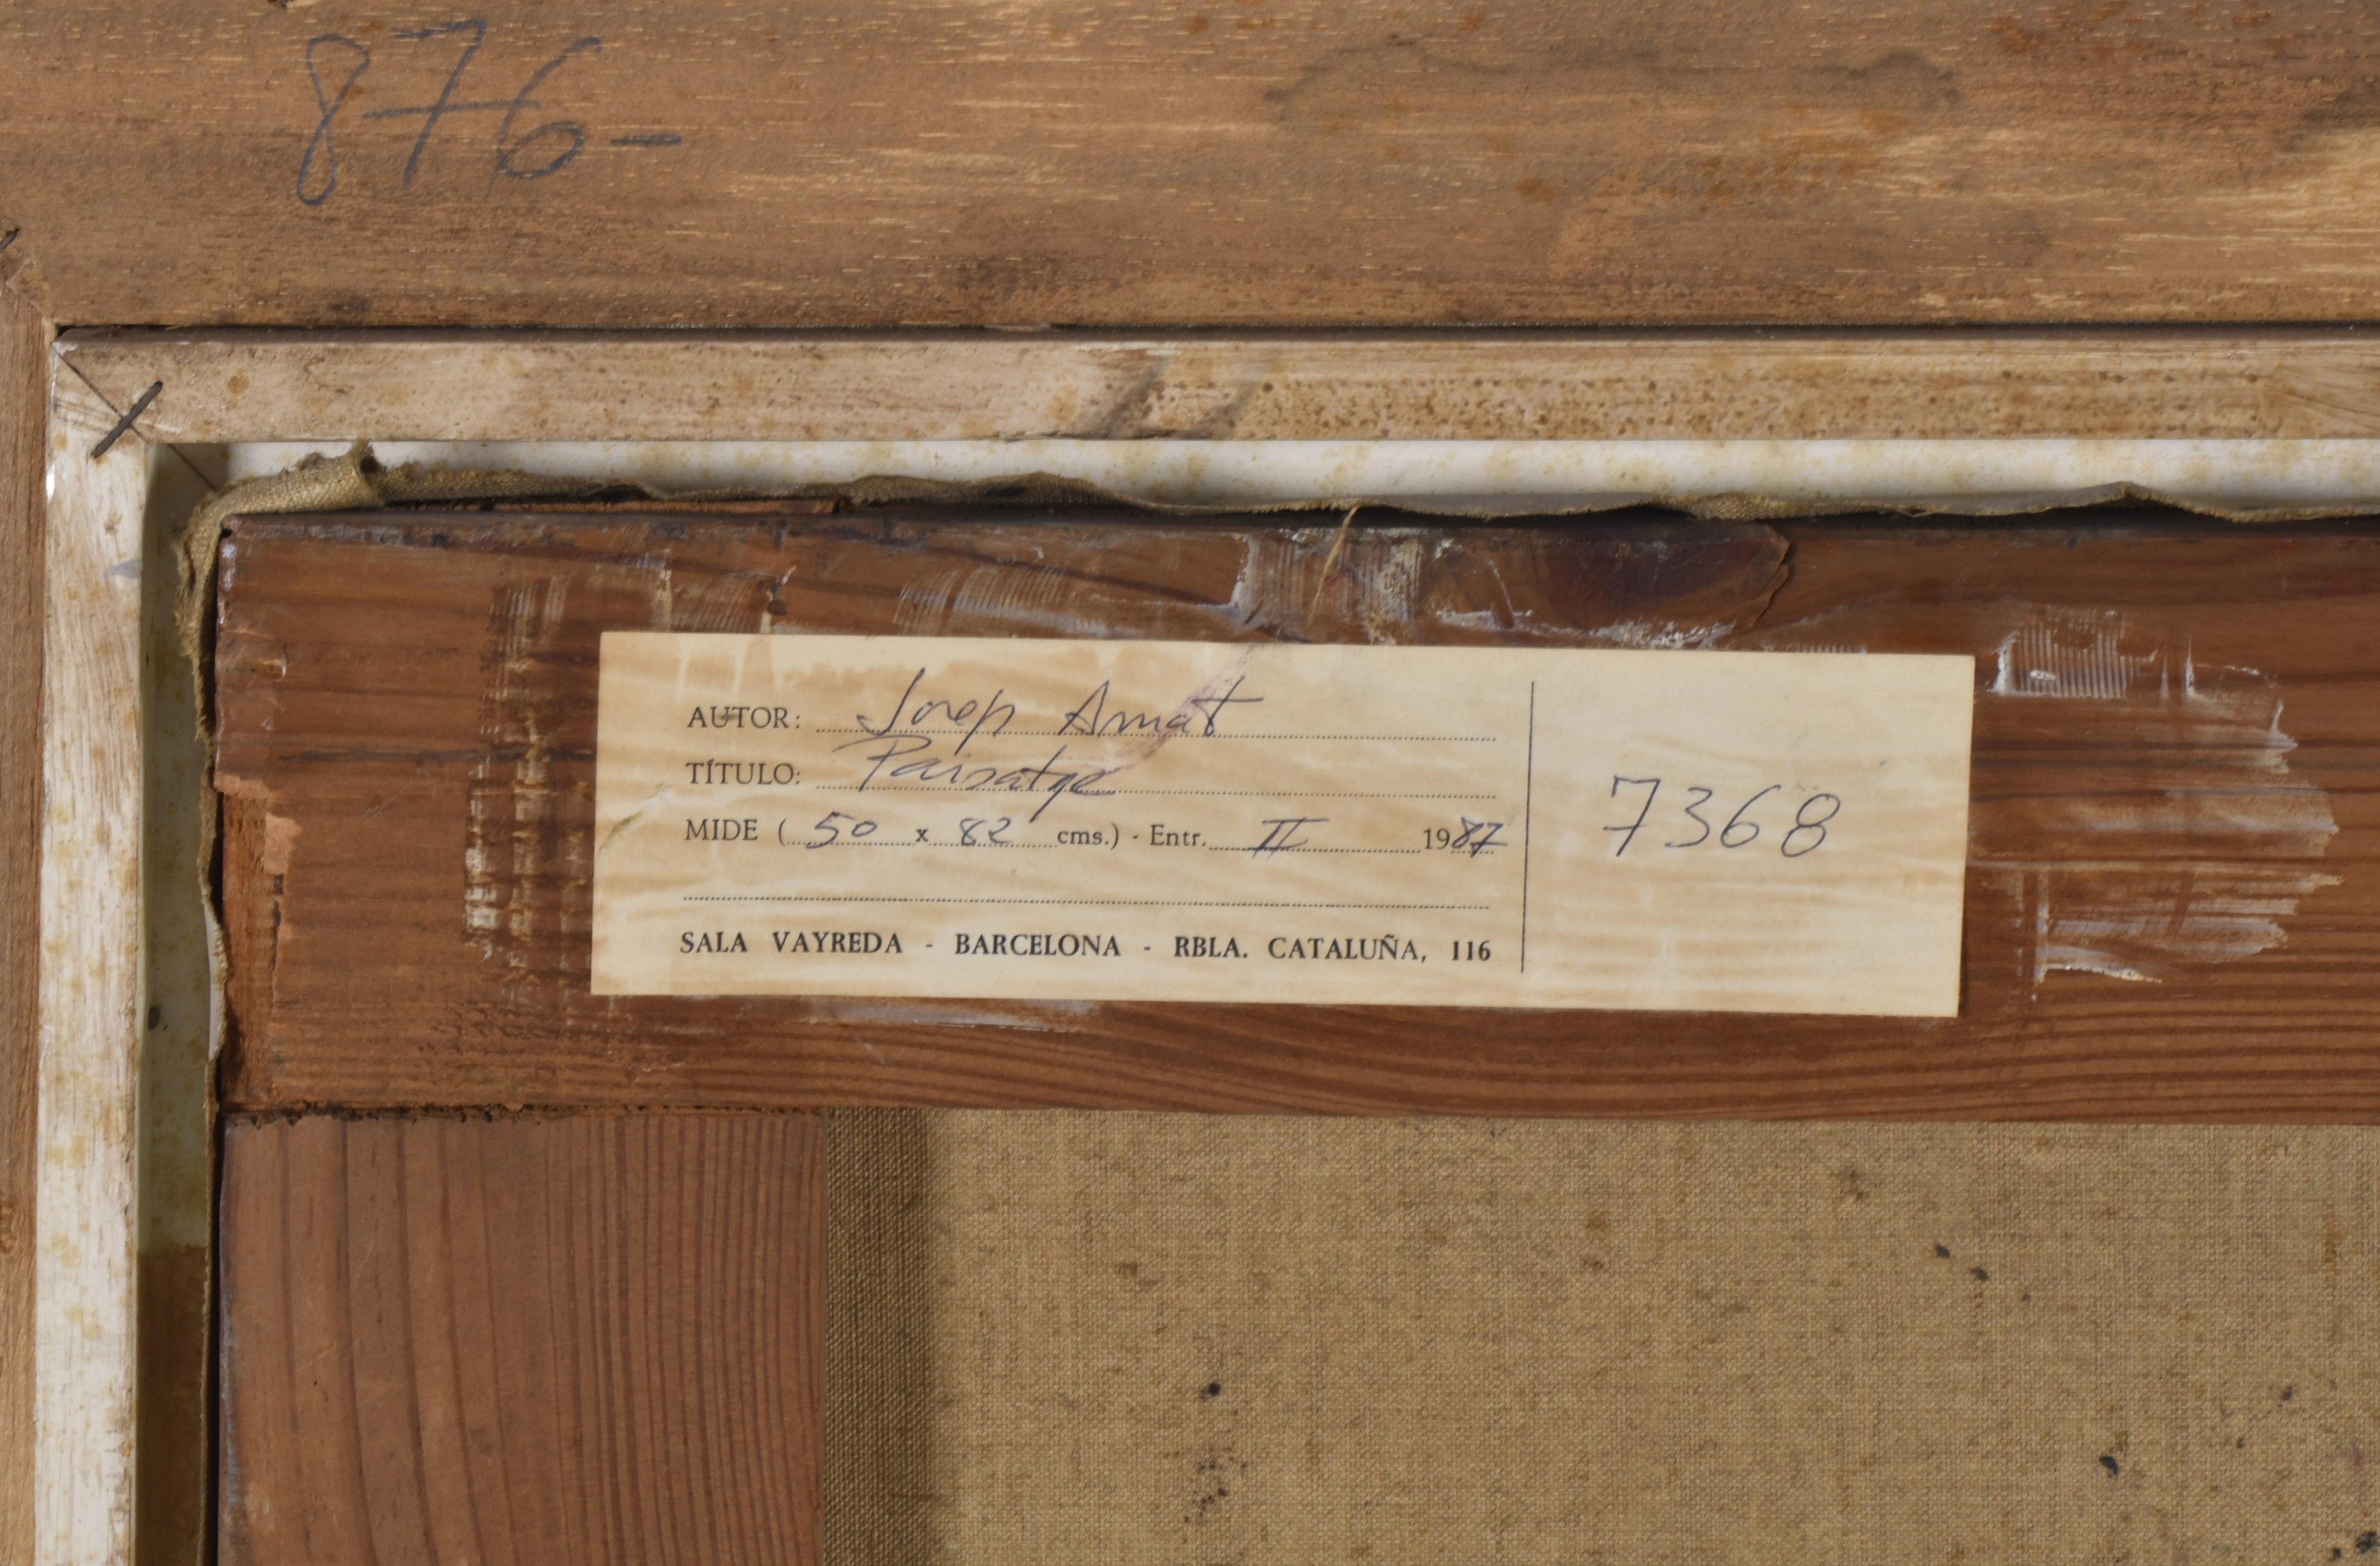 876-
AUTOR: Josep Amat
TÍTULO: Paisatge
MIDE ( 50 x 82 cms.) - Entr. II 1987
7368
SALA VAYREDA - BARCELONA - RBLA. CATALUÑA, 116